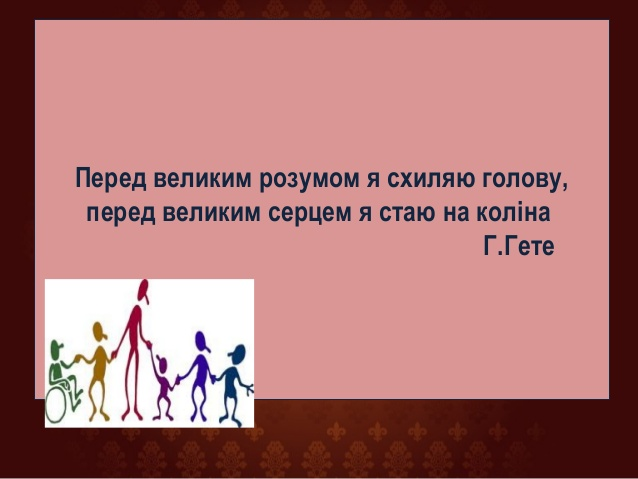 Перед великим розумом я схиляю голову,
перед великим серцем я стаю на коліна
Г.Гете